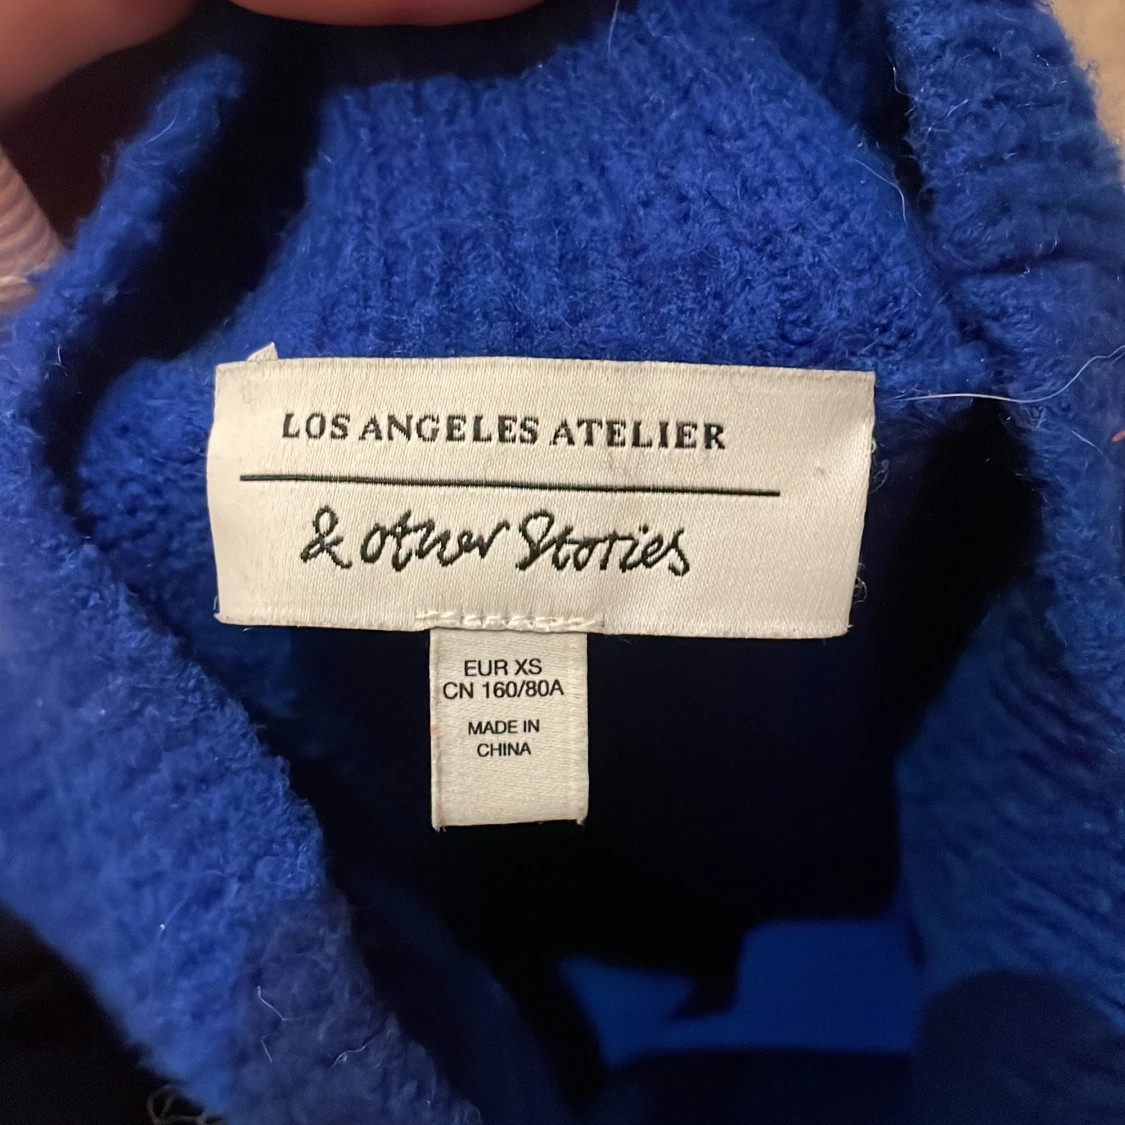 LOS ANGELES ATELIER
& other Stories
EUR XS
CN 160/80A
MADE IN
CHINA